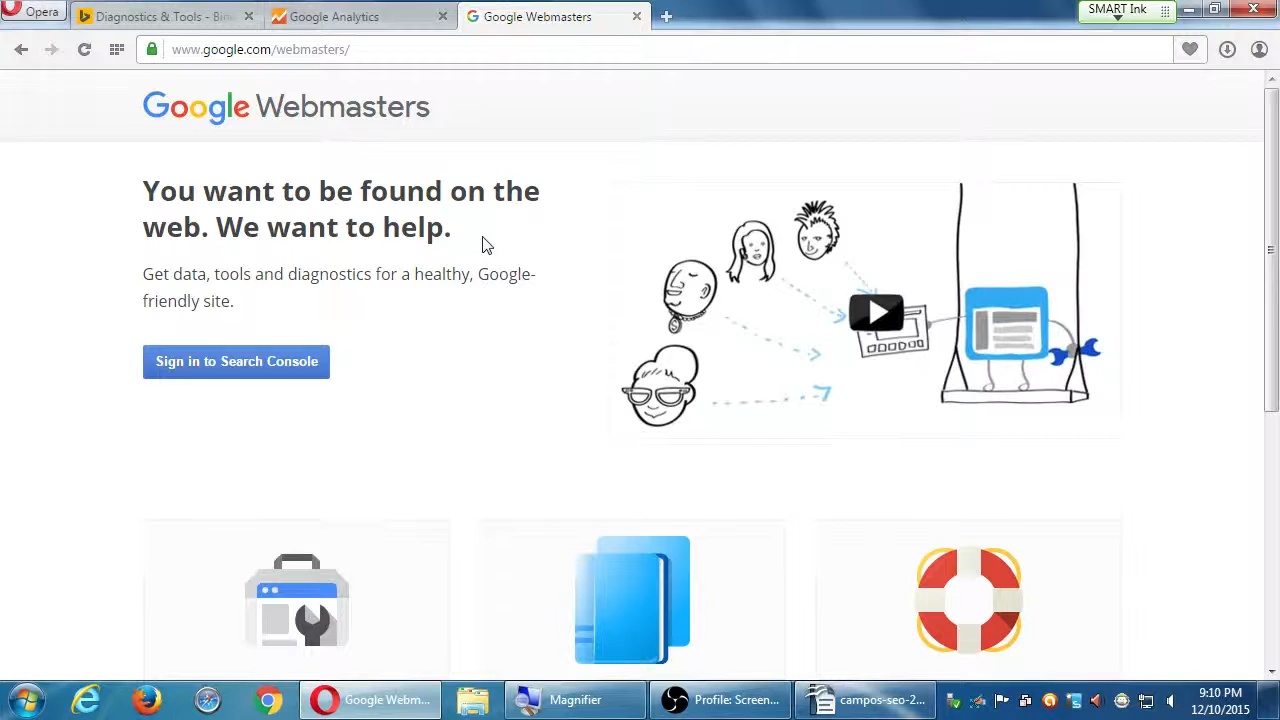 Opera
Diagnostics & Tools - Bin
Google Analytics
Google Webmasters
SMART Ink
www.google.com/webmasters/
Google Webmasters
You want to be found on the
web. We want to help.
Get data, tools and diagnostics for a healthy, Google-
friendly site.
Sign in to Search Console
Google Webm...
Magnifier
Profile: Screen...
campos-seo-2...
9:10 PM
12/10/2015